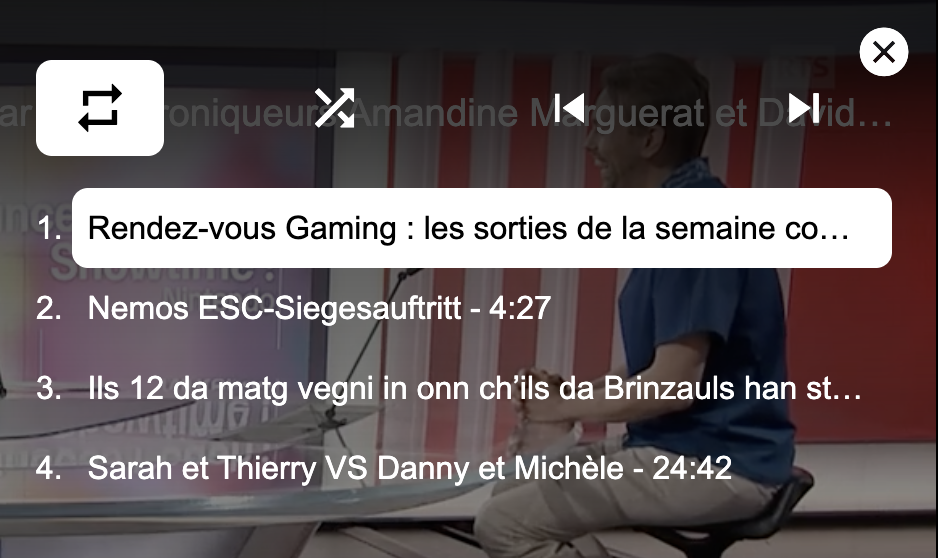 ar roniqueurs Amandine Marguerat et David…
1. Rendez-vous Gaming : les sorties de la semaine co…
Showtime !
Nintendo
2. Nemos ESC-Siegesauftritt - 4:27
3. Ils 12 da matg vegni in onn ch’ils da Brinzauls han st…
4. Sarah et Thierry VS Danny et Michèle - 24:42